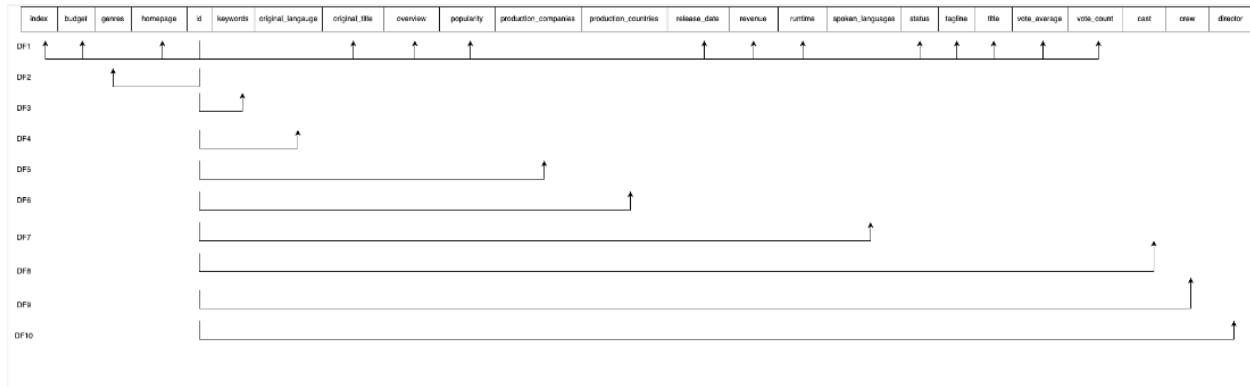 index budget genres homepage id keywords original_langauge original_title overview popularity production_companies production_countries release_date revenue runtime spoken_languages status tagline title vote_average vote_count cast crew director
DF1
DF2
DF3
DF4
DF5
DF6
DF7
DF8
DF9
DF10